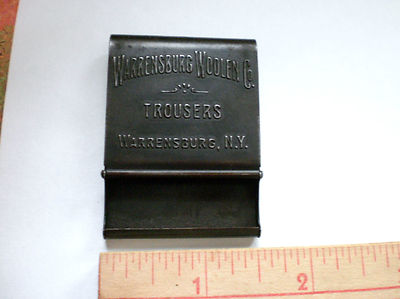 WARRENSBURG WOOLEN CO.
TROUSERS
WARRENSBURG, N.Y.
1 2